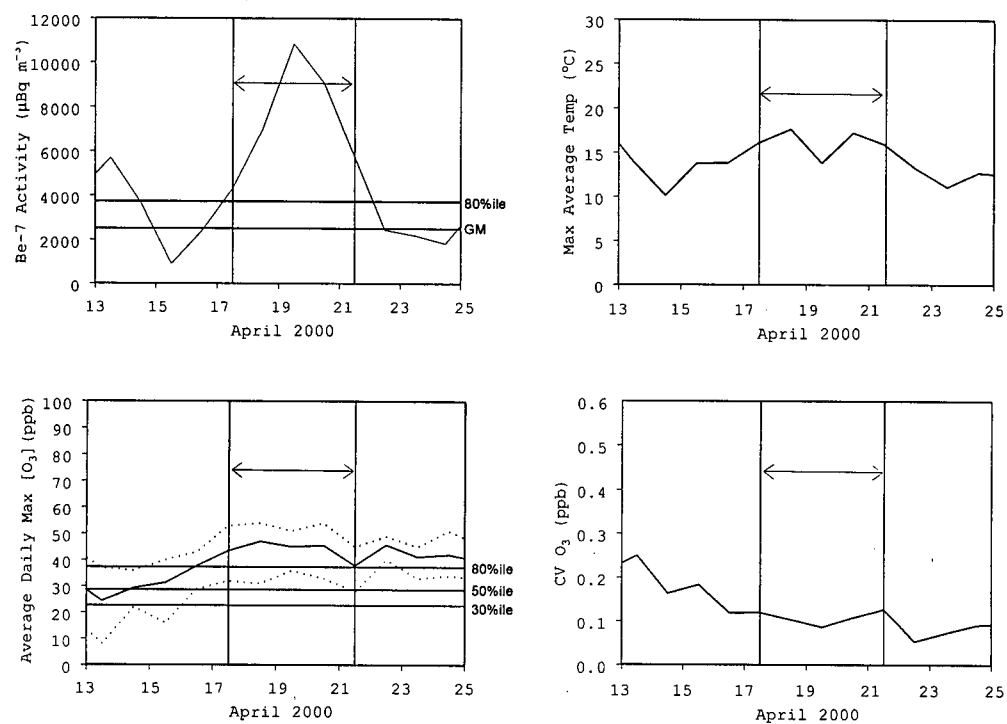 12000
10000
8000
6000
4000
2000
0
Be-7 Activity (µBq m⁻³)
80%ile
GM
13 15 17 19 21 23 25
April 2000
30
25
20
15
10
5
0
Max Average Temp (°C)
13 15 17 19 21 23 25
April 2000
100
90
80
70
60
50
40
30
20
10
0
Average Daily Max [O₃] (ppb)
80%ile
50%ile
30%ile
13 15 17 19 21 23 25
April 2000
0.6
0.5
0.4
0.3
0.2
0.1
0.0
CV O₃ (ppb)
13 15 17 19 21 23 25
April 2000